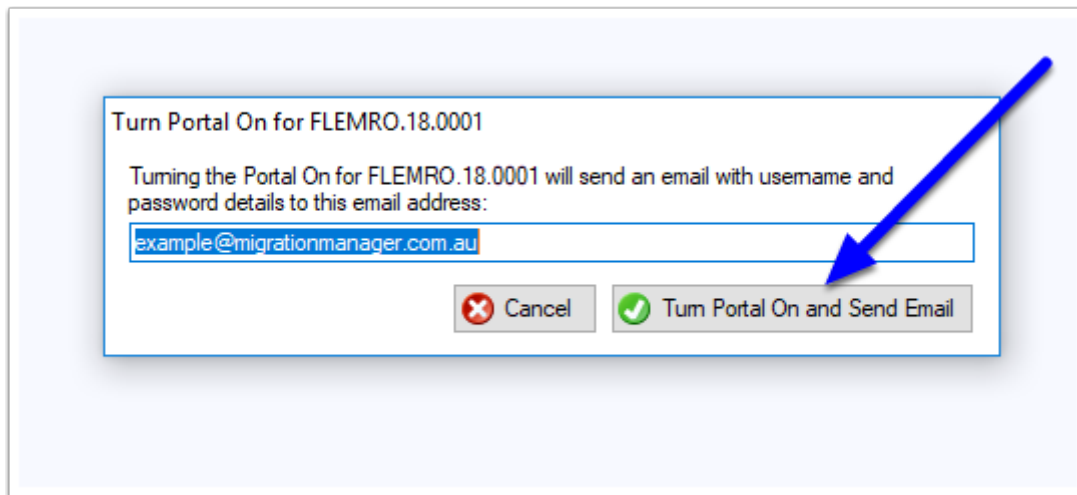 Turn Portal On for FLEMRO.18.0001
Turning the Portal On for FLEMRO.18.0001 will send an email with username and
password details to this email address:
example@migrationmanager.com.au
Cancel
Turn Portal On and Send Email